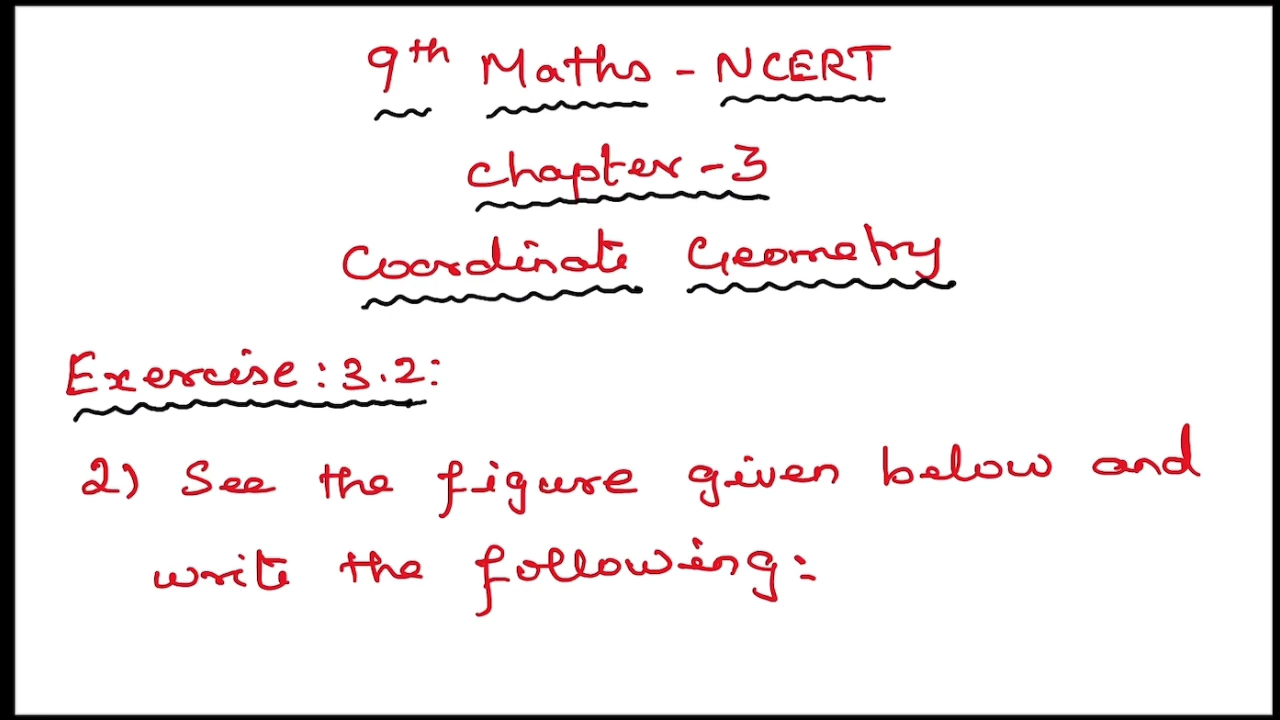 9th Maths - NCERT
Chapter - 3
Coordinate Geometry
Exercise : 3.2:
2) See the figure given below and
write the following: